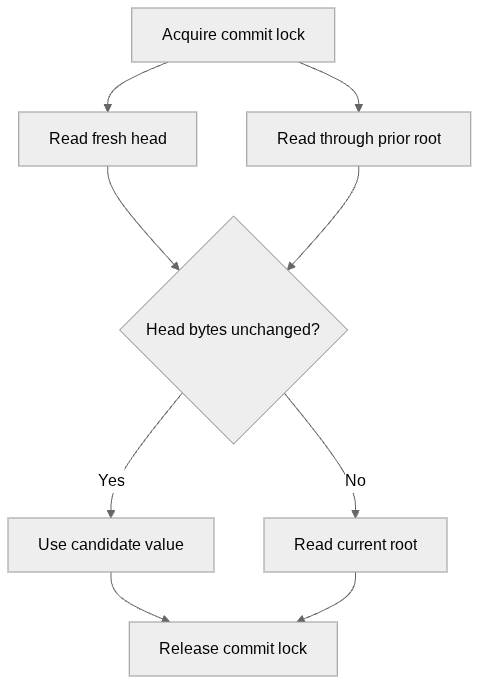 Acquire commit lock
Read fresh head
Read through prior root
Head bytes unchanged?
Yes
No
Use candidate value
Read current root
Release commit lock